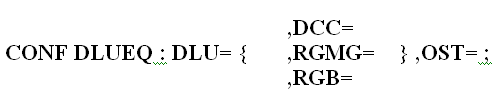 ,DCC=
CONF DLUEQ : DLU= { ,RGMG= } ,OST= ;
,RGB=